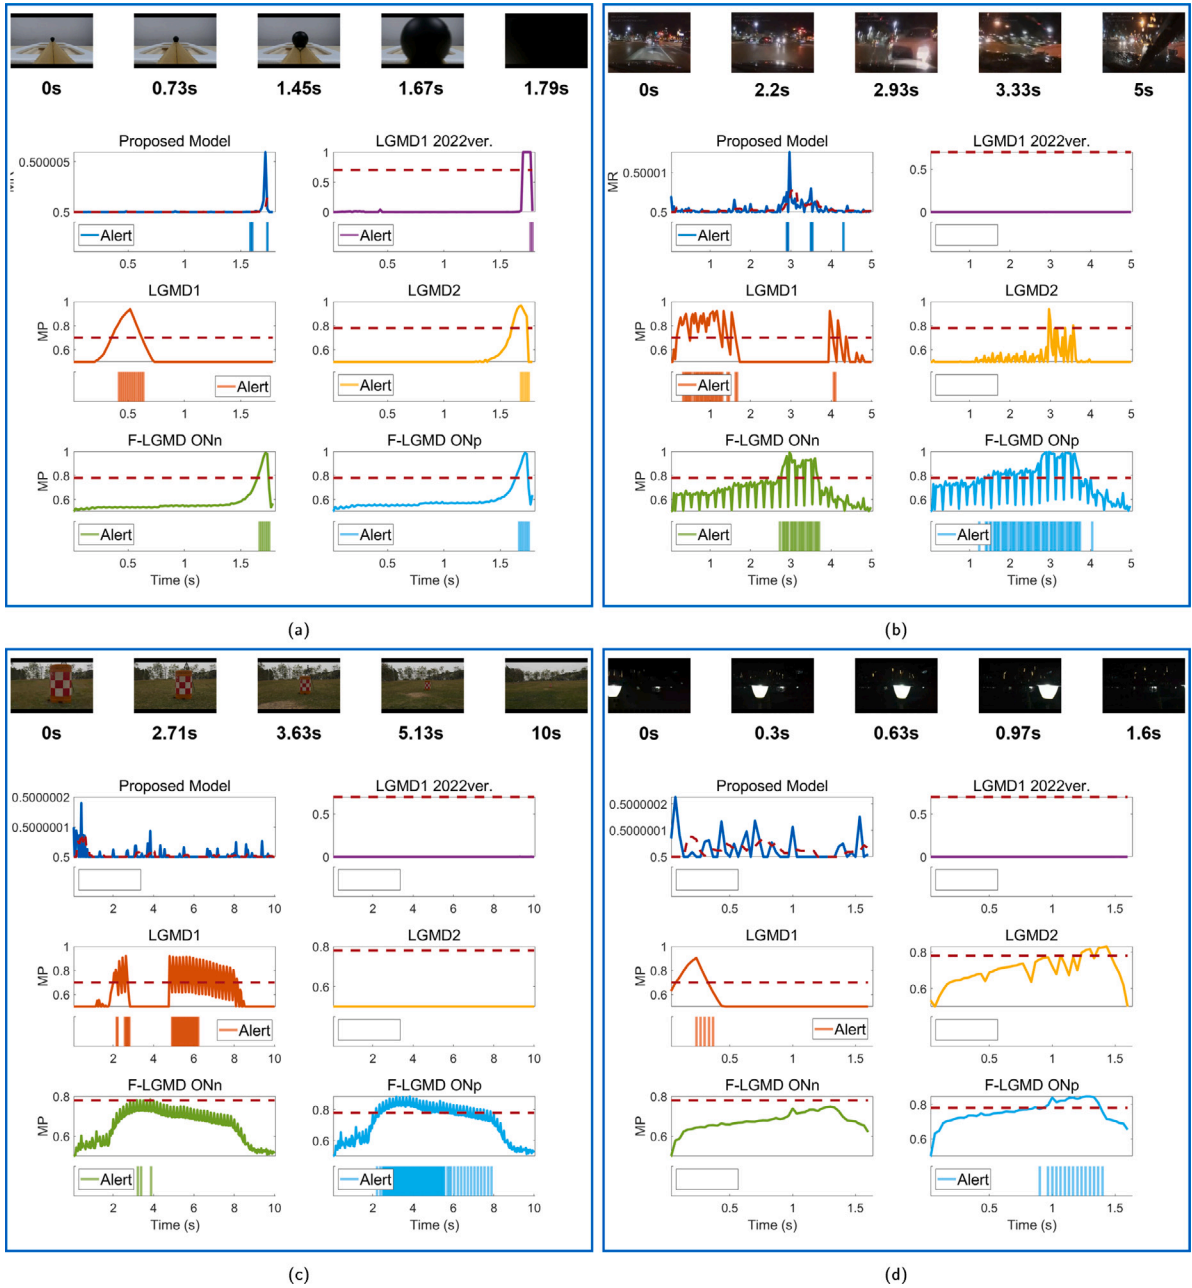 0s 0.73s 1.45s 1.67s 1.79s
Proposed Model
LGMD1 2022ver.
0.500005
0.5
MR
1
0.5
0
Alert
Alert
0.5 1 1.5
0.5 1 1.5
LGMD1
LGMD2
1
0.8
0.6
MP
1
0.8
0.6
Alert
Alert
0.5 1 1.5
0.5 1 1.5
F-LGMD ONn
F-LGMD ONp
1
0.8
0.6
MP
1
0.8
0.6
Alert
Alert
0.5 1 1.5
0.5 1 1.5
Time (s)
Time (s)
(a)
0s 2.2s 2.93s 3.33s 5s
Proposed Model
LGMD1 2022ver.
0.50001
0.5
MR
0.5
0
Alert
1 2 3 4 5
1 2 3 4 5
LGMD1
LGMD2
1
0.8
0.6
MP
1
0.8
0.6
Alert
1 2 3 4 5
1 2 3 4 5
F-LGMD ONn
F-LGMD ONp
1
0.8
0.6
MP
1
0.8
0.6
Alert
Alert
1 2 3 4 5
1 2 3 4 5
Time (s)
Time (s)
(b)
0s 2.71s 3.63s 5.13s 10s
Proposed Model
LGMD1 2022ver.
0.5000002
0.5000001
0.5
0.5
0
2 4 6 8 10
2 4 6 8 10
LGMD1
LGMD2
1
0.8
0.6
MP
0.8
0.6
Alert
2 4 6 8 10
2 4 6 8 10
F-LGMD ONn
F-LGMD ONp
0.8
0.6
MP
0.8
0.6
Alert
Alert
2 4 6 8 10
2 4 6 8 10
Time (s)
Time (s)
(c)
0s 0.3s 0.63s 0.97s 1.6s
Proposed Model
LGMD1 2022ver.
0.5000002
0.5000001
0.5
0.5
0
0.5 1 1.5
0.5 1 1.5
LGMD1
LGMD2
1
0.8
0.6
MP
0.8
0.6
Alert
0.5 1 1.5
0.5 1 1.5
F-LGMD ONn
F-LGMD ONp
0.8
0.6
MP
0.8
0.6
Alert
0.5 1 1.5
0.5 1 1.5
Time (s)
Time (s)
(d)